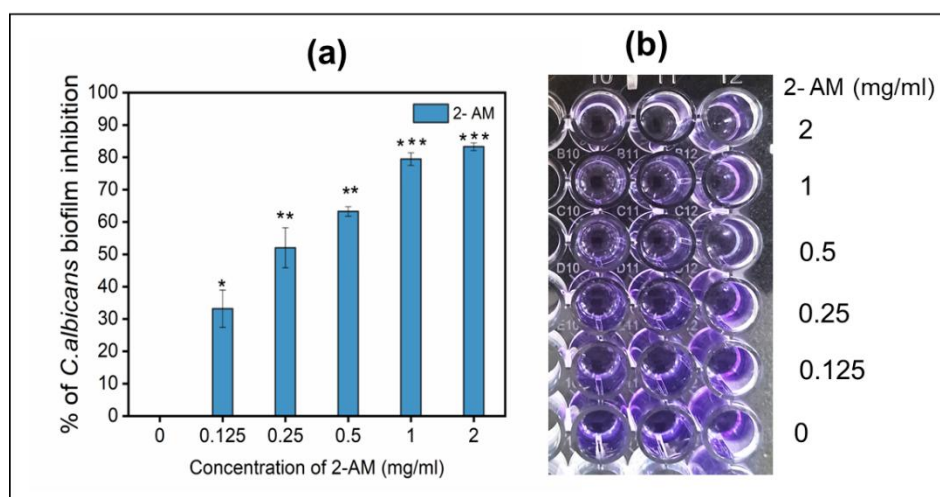 (a)
(b)
100
90
80
70
60
50
40
30
20
10
0
% of C.albicans biofilm inhibition
2- AM
*
**
**
***
***
0 0.125 0.25 0.5 1 2
Concentration of 2-AM (mg/ml)
10 11 12
B10 B11 B12
C10 C11 C12
D10 D11 D12
E10
2- AM (mg/ml)
2
1
0.5
0.25
0.125
0